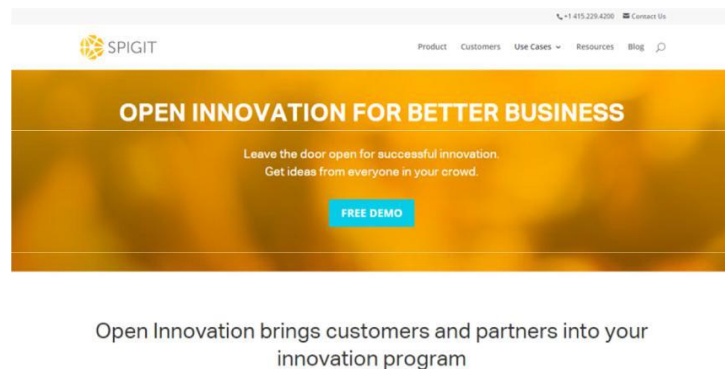 +1 415.229.4200 Contact Us
SPIGIT
Product Customers Use Cases Resources Blog
OPEN INNOVATION FOR BETTER BUSINESS
Leave the door open for successful innovation.
Get ideas from everyone in your crowd.
FREE DEMO
Open Innovation brings customers and partners into your
innovation program